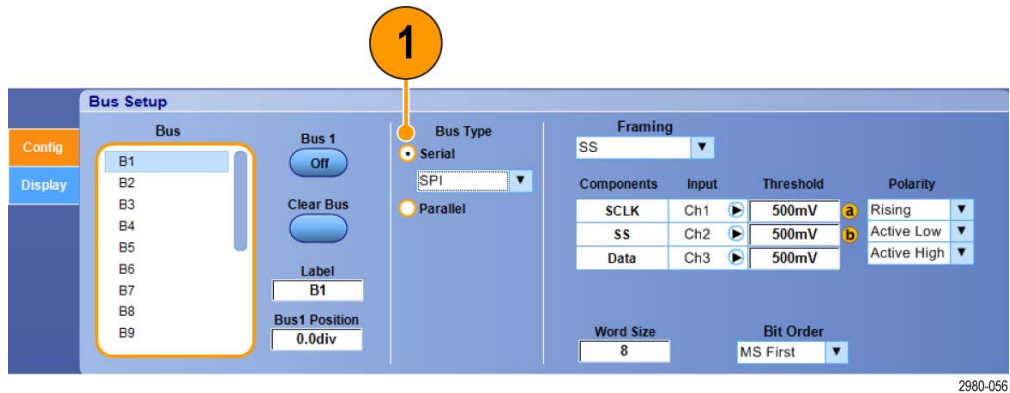 1
Bus Setup
Config
Display
Bus
B1
B2
B3
B4
B5
B6
B7
B8
B9
Bus 1
Off
Clear Bus
Label
B1
Bus1 Position
0.0div
Bus Type
Serial
SPI
Parallel
Framing
SS
Components Input Threshold Polarity
SCLK Ch1 500mV a Rising
SS Ch2 500mV b Active Low
Data Ch3 500mV Active High
Word Size
8
Bit Order
MS First
2980-056